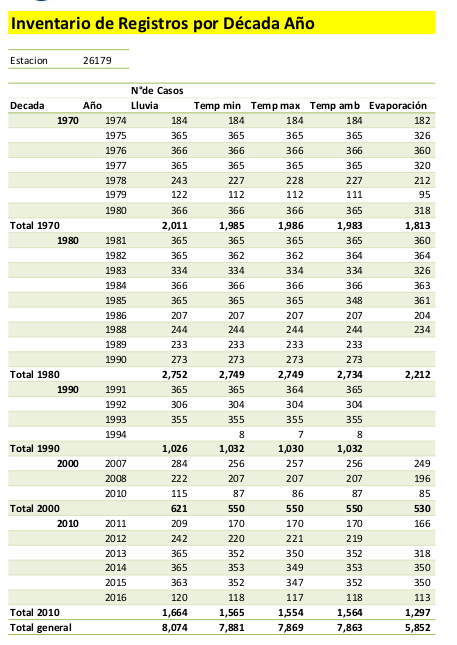 Inventario de Registros por Década Año
Estacion 26179
N°de Casos
Decada Año Lluvia Temp min Temp max Temp amb Evaporación
1970 1974 184 184 184 184 182
1975 365 365 365 365 326
1976 366 366 366 366 360
1977 365 365 365 365 320
1978 243 227 228 227 212
1979 122 112 112 111 95
1980 366 366 366 365 318
Total 1970 2,011 1,985 1,986 1,983 1,813
1980 1981 365 365 365 365 360
1982 365 362 362 364 364
1983 334 334 334 334 326
1984 366 366 366 366 363
1985 365 365 365 348 361
1986 207 207 207 207 204
1988 244 244 244 244 234
1989 233 233 233 233
1990 273 273 273 273
Total 1980 2,752 2,749 2,749 2,734 2,212
1990 1991 365 365 364 365
1992 306 304 304 304
1993 355 355 355 355
1994 8 7 8
Total 1990 1,026 1,032 1,030 1,032
2000 2007 284 256 257 256 249
2008 222 207 207 207 196
2010 115 87 86 87 85
Total 2000 621 550 550 550 530
2010 2011 209 170 170 170 166
2012 242 220 221 219
2013 365 352 350 352 318
2014 365 353 349 353 350
2015 363 352 347 352 350
2016 120 118 117 118 113
Total 2010 1,664 1,565 1,554 1,564 1,297
Total general 8,074 7,881 7,869 7,863 5,852